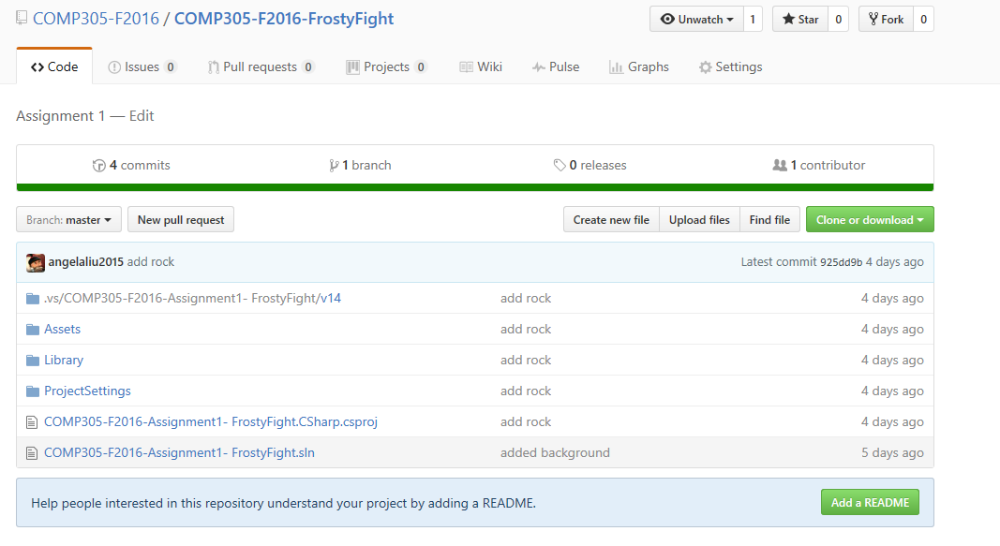 COMP305-F2016 / COMP305-F2016-FrostyFight Unwatch 1 Star 0 Fork 0
Code Issues 0 Pull requests 0 Projects 0 Wiki Pulse Graphs Settings
Assignment 1 — Edit
4 commits 1 branch 0 releases 1 contributor
Branch: master New pull request Create new file Upload files Find file Clone or download
angelaliu2015 add rock Latest commit 925dd9b 4 days ago
.vs/COMP305-F2016-Assignment1- FrostyFight/v14 add rock 4 days ago
Assets add rock 4 days ago
Library add rock 4 days ago
ProjectSettings add rock 4 days ago
COMP305-F2016-Assignment1- FrostyFight.CSharp.csproj add rock 4 days ago
COMP305-F2016-Assignment1- FrostyFight.sln added background 5 days ago
Help people interested in this repository understand your project by adding a README. Add a README